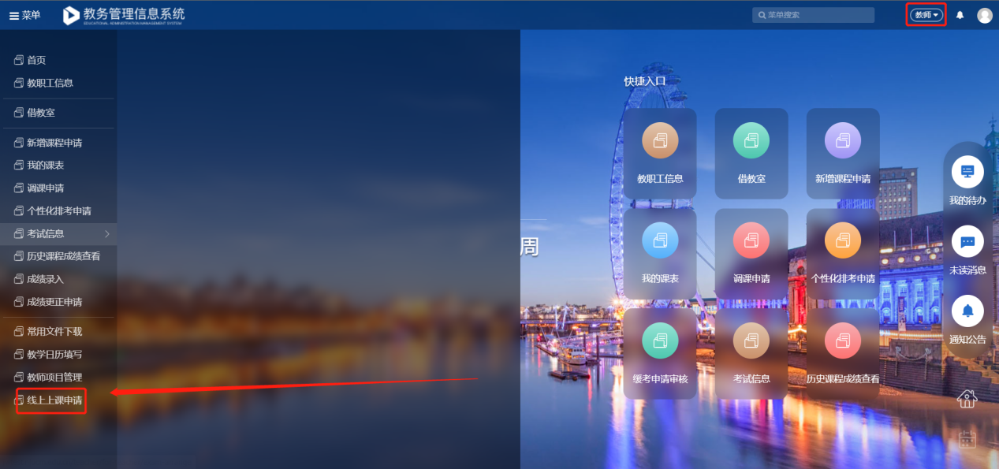 菜单
教务管理信息系统
EDUCATIONAL ADMINISTRATION MANAGEMENT SYSTEM
菜单搜索
教师
首页
教职工信息
借教室
新增课程申请
我的课表
调课申请
个性化排考申请
考试信息
历史课程成绩查看
成绩录入
成绩更正申请
常用文件下载
教学日历填写
教师项目管理
线上上课申请
周
快捷入口
教职工信息
借教室
新增课程申请
我的课表
调课申请
个性化排考申请
缓考申请审核
考试信息
历史课程成绩查看
我的待办
未读消息
通知公告